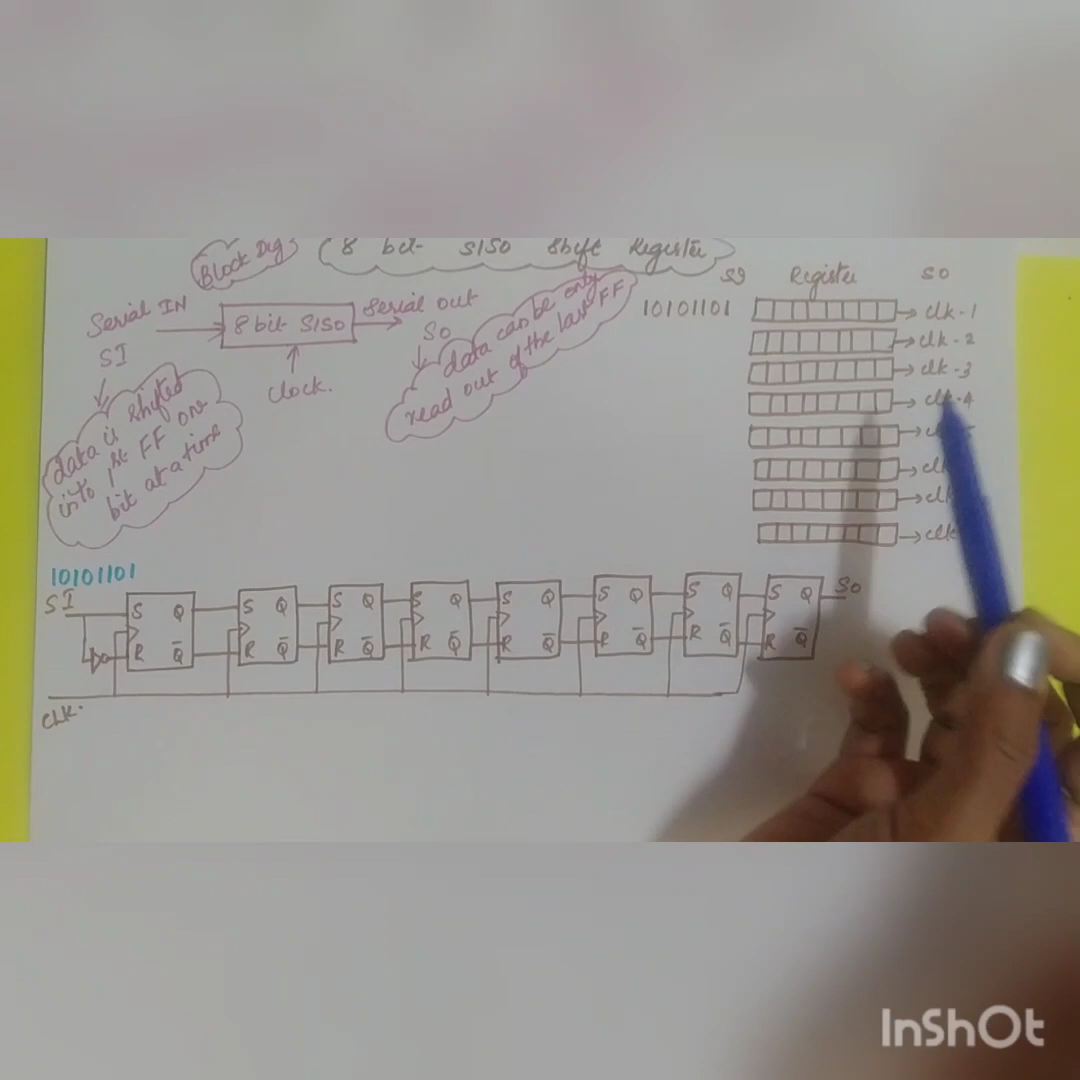 Block Dig
8 bit SISO Shift Register
Serial IN
SI
8 bit SISO
Serial out
SO
clock.
data is shifted
into 1st FF one
bit at a time
data can be only
read out of the last FF
SI Register SO
10101101
clk-1
clk-2
clk-3
clk-4
10101101
SI
S Q S Q S Q S Q S Q S Q S Q S Q
SO
R Q̅ R Q̅ R Q̅ R Q̅ R Q̅ R Q̅ R Q̅ R Q̅
CLK.
InShOt